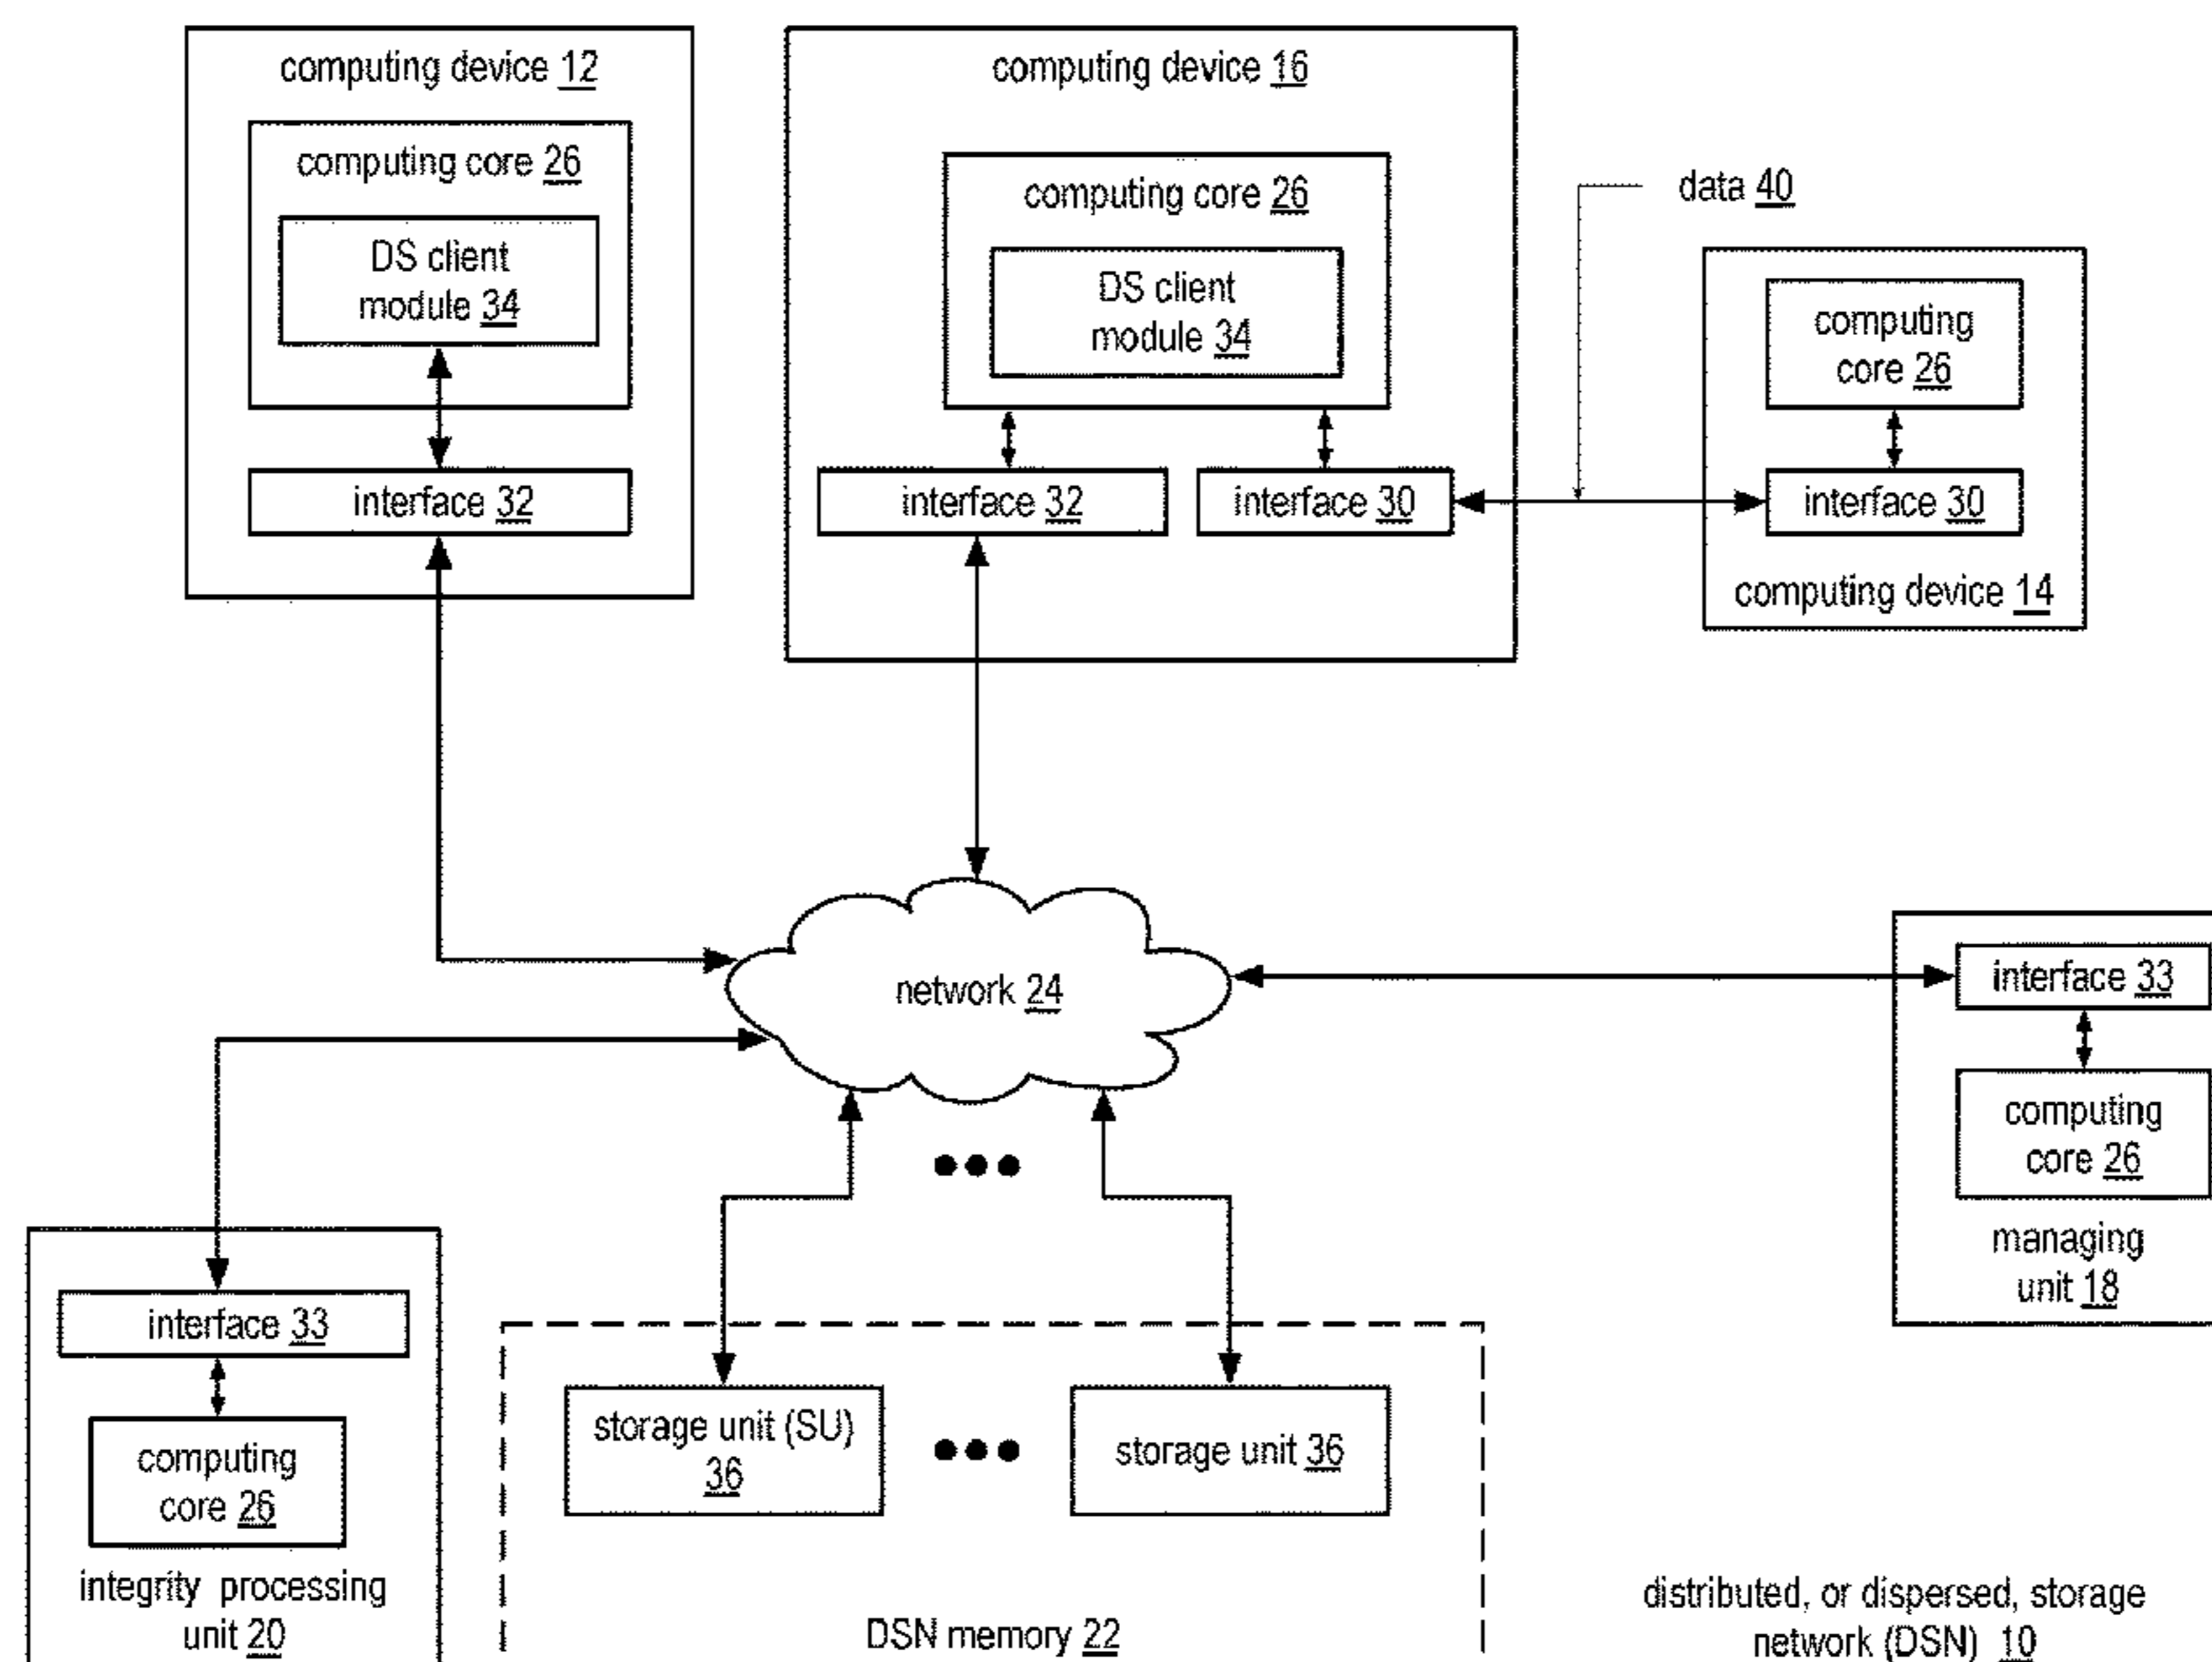 computing device 12
computing core 26
DS client
module 34
interface 32
computing device 16
computing core 26
DS client
module 34
interface 32
interface 30
data 40
computing
core 26
interface 30
computing device 14
network 24
interface 33
computing
core 26
managing
unit 18
interface 33
computing
core 26
integrity processing
unit 20
storage unit (SU)
36
storage unit 36
DSN memory 22
distributed, or dispersed, storage
network (DSN) 10